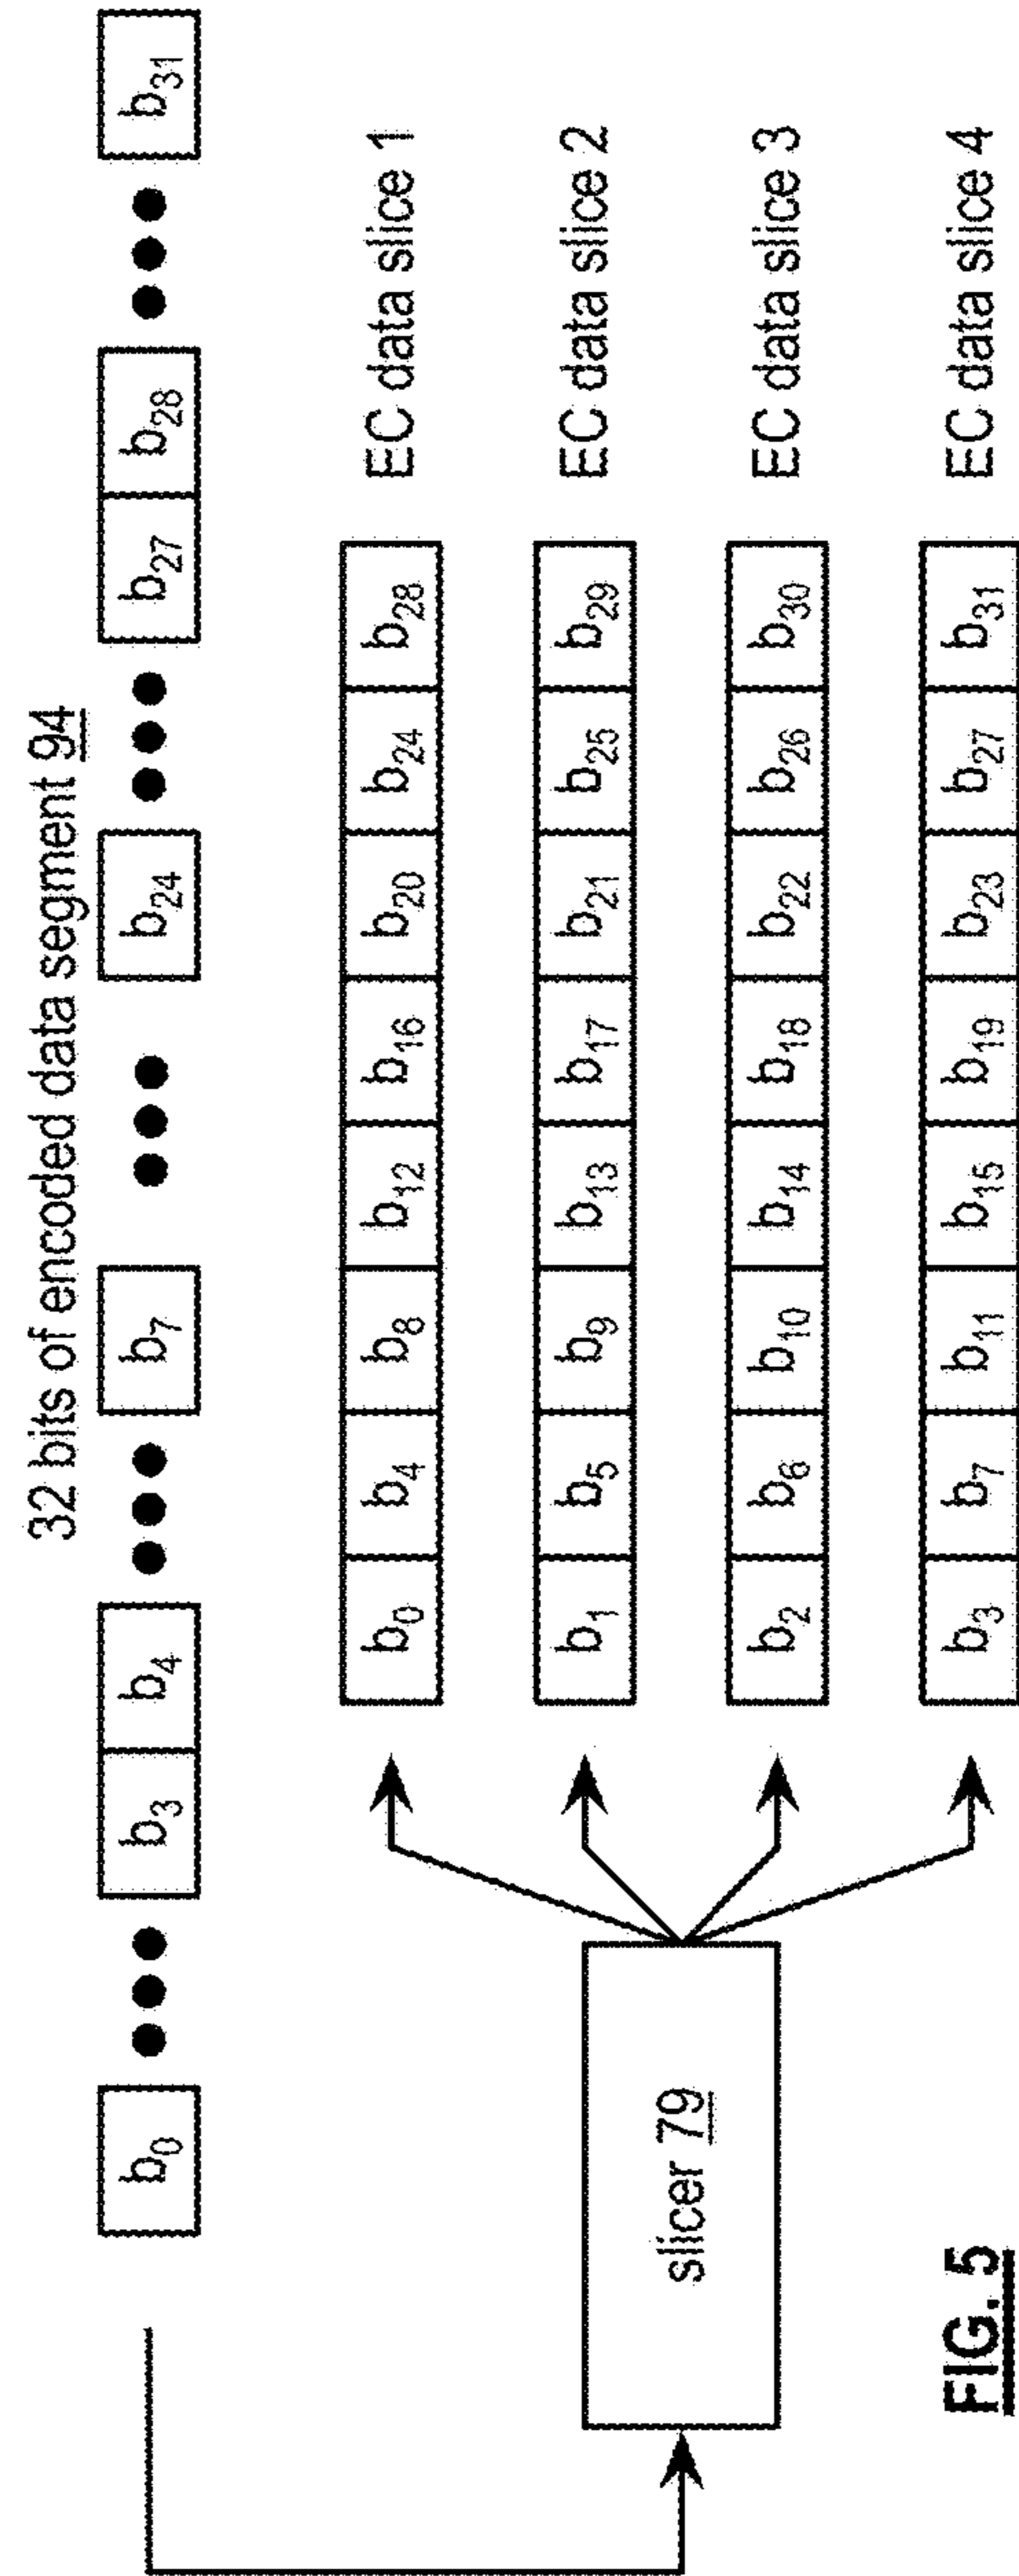 32 bits of encoded data segment 94
b0 ••• b3 b4 ••• b7 ••• b24 ••• b27 b28 ••• b31
b0 b4 b8 b12 b16 b20 b24 b28 EC data slice 1
b1 b5 b9 b13 b17 b21 b25 b29 EC data slice 2
slicer 79
b2 b6 b10 b14 b18 b22 b26 b30 EC data slice 3
b3 b7 b11 b15 b19 b23 b27 b31 EC data slice 4
FIG. 5